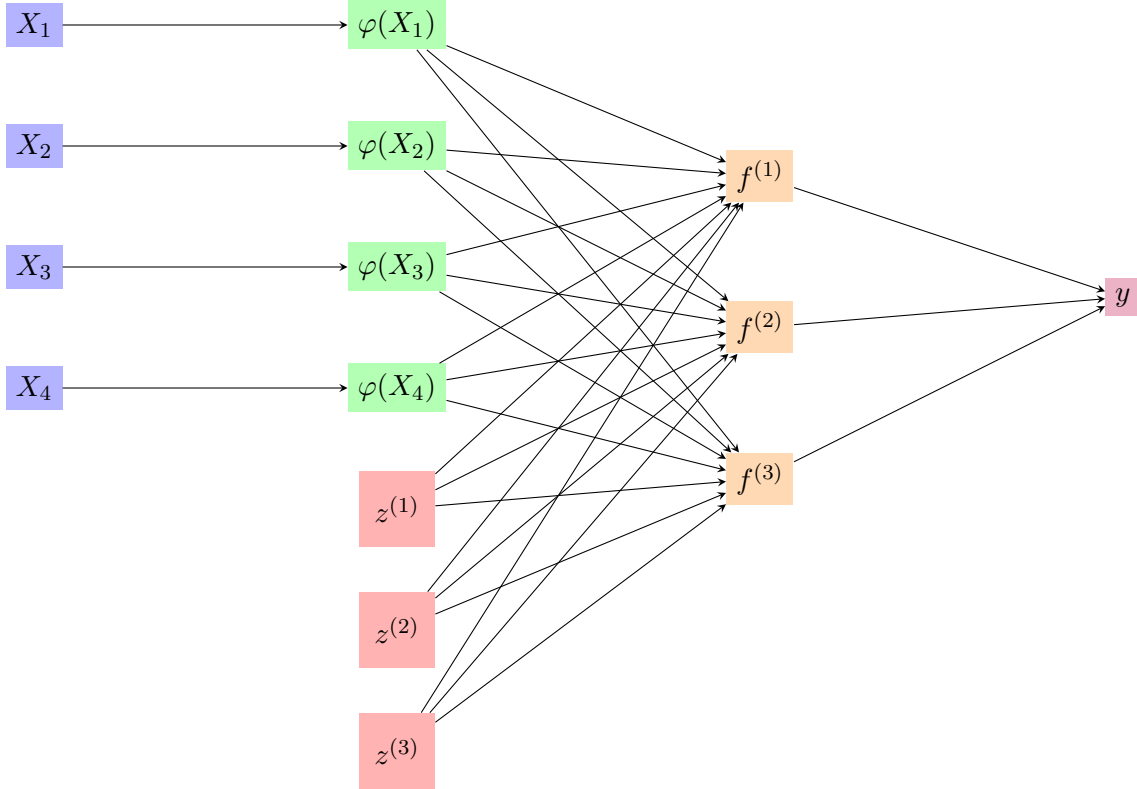 X₁ φ(X₁)
X₂ φ(X₂)
f⁽¹⁾
X₃ φ(X₃)
y
f⁽²⁾
X₄ φ(X₄)
f⁽³⁾
z⁽¹⁾
z⁽²⁾
z⁽³⁾